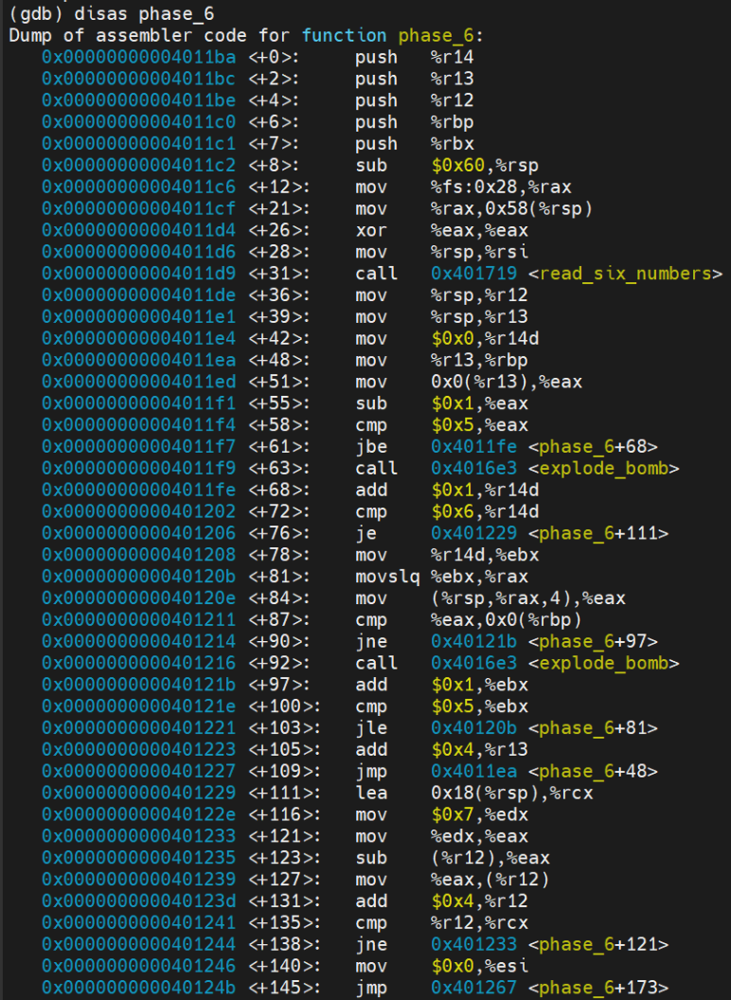 (gdb) disas phase_6
Dump of assembler code for function phase_6:
   0x00000000004011ba <+0>:     push   %r14
   0x00000000004011bc <+2>:     push   %r13
   0x00000000004011be <+4>:     push   %r12
   0x00000000004011c0 <+6>:     push   %rbp
   0x00000000004011c1 <+7>:     push   %rbx
   0x00000000004011c2 <+8>:     sub    $0x60,%rsp
   0x00000000004011c6 <+12>:    mov    %fs:0x28,%rax
   0x00000000004011cf <+21>:    mov    %rax,0x58(%rsp)
   0x00000000004011d4 <+26>:    xor    %eax,%eax
   0x00000000004011d6 <+28>:    mov    %rsp,%rsi
   0x00000000004011d9 <+31>:    call   0x401719 <read_six_numbers>
   0x00000000004011de <+36>:    mov    %rsp,%r12
   0x00000000004011e1 <+39>:    mov    %rsp,%r13
   0x00000000004011e4 <+42>:    mov    $0x0,%r14d
   0x00000000004011ea <+48>:    mov    %r13,%rbp
   0x00000000004011ed <+51>:    mov    0x0(%r13),%eax
   0x00000000004011f1 <+55>:    sub    $0x1,%eax
   0x00000000004011f4 <+58>:    cmp    $0x5,%eax
   0x00000000004011f7 <+61>:    jbe    0x4011fe <phase_6+68>
   0x00000000004011f9 <+63>:    call   0x4016e3 <explode_bomb>
   0x00000000004011fe <+68>:    add    $0x1,%r14d
   0x0000000000401202 <+72>:    cmp    $0x6,%r14d
   0x0000000000401206 <+76>:    je     0x401229 <phase_6+111>
   0x0000000000401208 <+78>:    mov    %r14d,%ebx
   0x000000000040120b <+81>:    movslq %ebx,%rax
   0x000000000040120e <+84>:    mov    (%rsp,%rax,4),%eax
   0x0000000000401211 <+87>:    cmp    %eax,0x0(%rbp)
   0x0000000000401214 <+90>:    jne    0x40121b <phase_6+97>
   0x0000000000401216 <+92>:    call   0x4016e3 <explode_bomb>
   0x000000000040121b <+97>:    add    $0x1,%ebx
   0x000000000040121e <+100>:   cmp    $0x5,%ebx
   0x0000000000401221 <+103>:   jle    0x40120b <phase_6+81>
   0x0000000000401223 <+105>:   add    $0x4,%r13
   0x0000000000401227 <+109>:   jmp    0x4011ea <phase_6+48>
   0x0000000000401229 <+111>:   lea    0x18(%rsp),%rcx
   0x000000000040122e <+116>:   mov    $0x7,%edx
   0x0000000000401233 <+121>:   mov    %edx,%eax
   0x0000000000401235 <+123>:   sub    (%r12),%eax
   0x0000000000401239 <+127>:   mov    %eax,(%r12)
   0x000000000040123d <+131>:   add    $0x4,%r12
   0x0000000000401241 <+135>:   cmp    %r12,%rcx
   0x0000000000401244 <+138>:   jne    0x401233 <phase_6+121>
   0x0000000000401246 <+140>:   mov    $0x0,%esi
   0x000000000040124b <+145>:   jmp    0x401267 <phase_6+173>